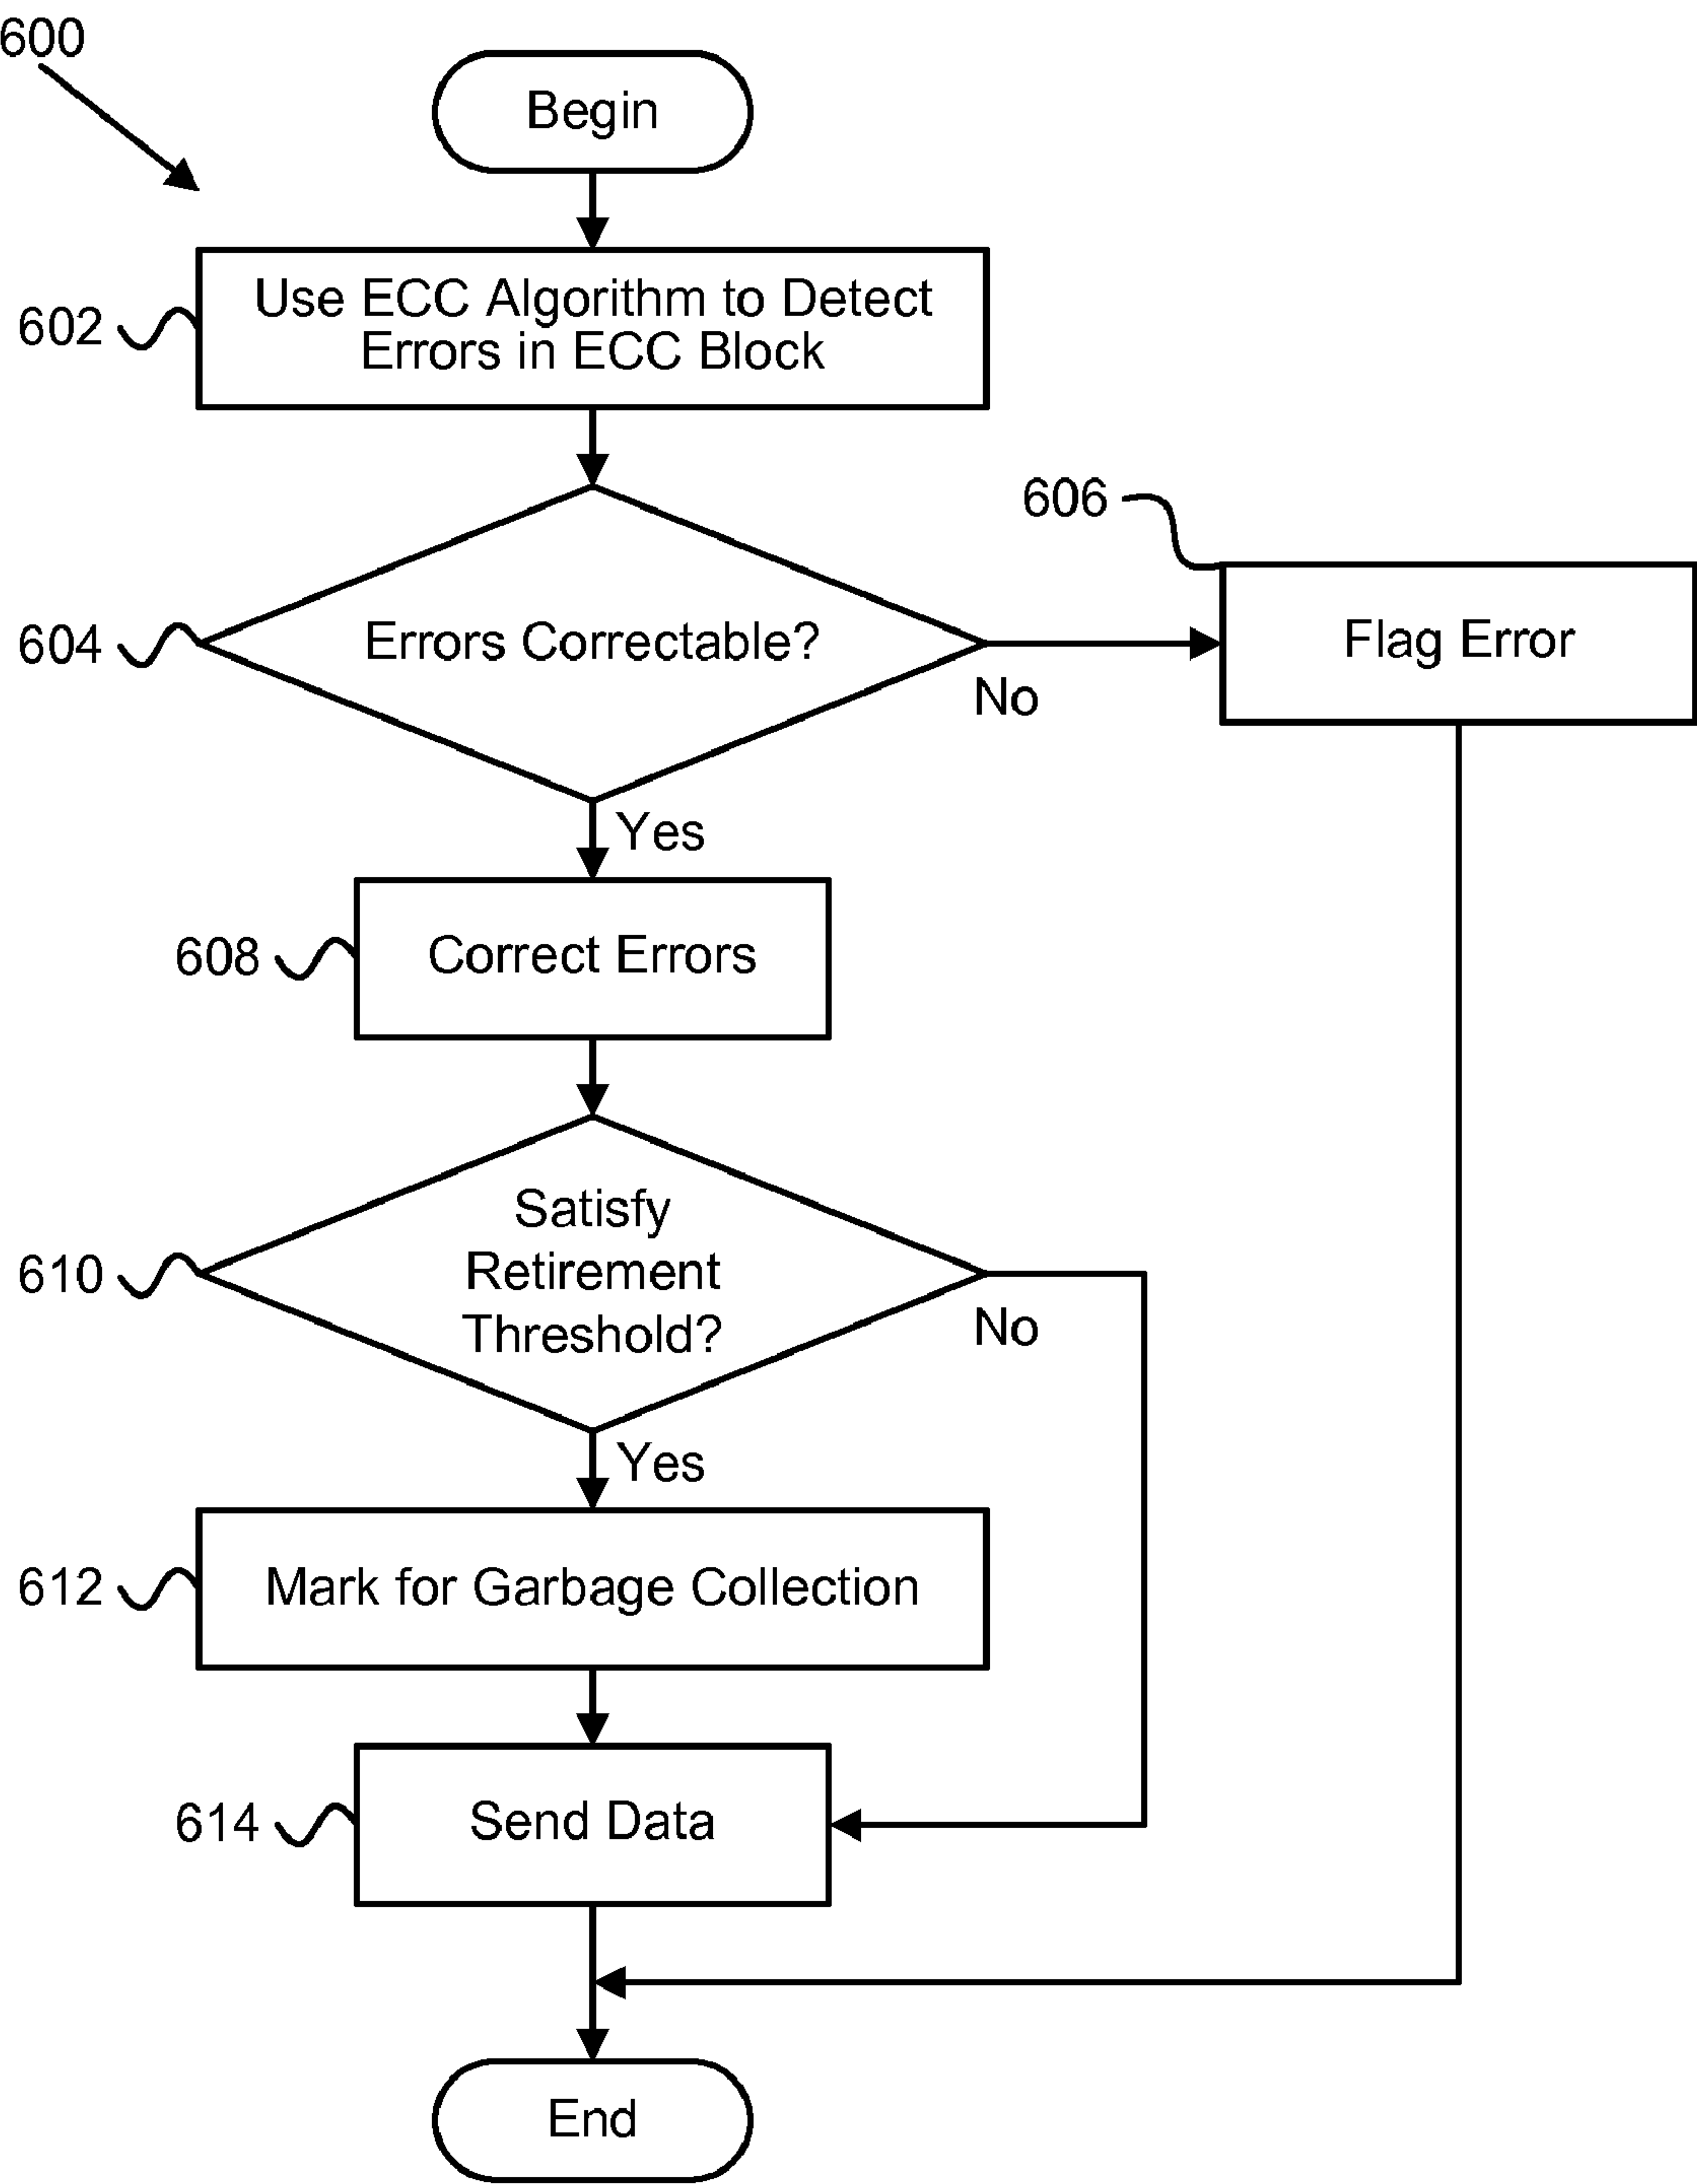 600
Begin
602
Use ECC Algorithm to Detect
Errors in ECC Block
606
604
Errors Correctable?
Flag Error
No
Yes
608
Correct Errors
610
Satisfy
Retirement
Threshold?
No
Yes
612
Mark for Garbage Collection
614
Send Data
End